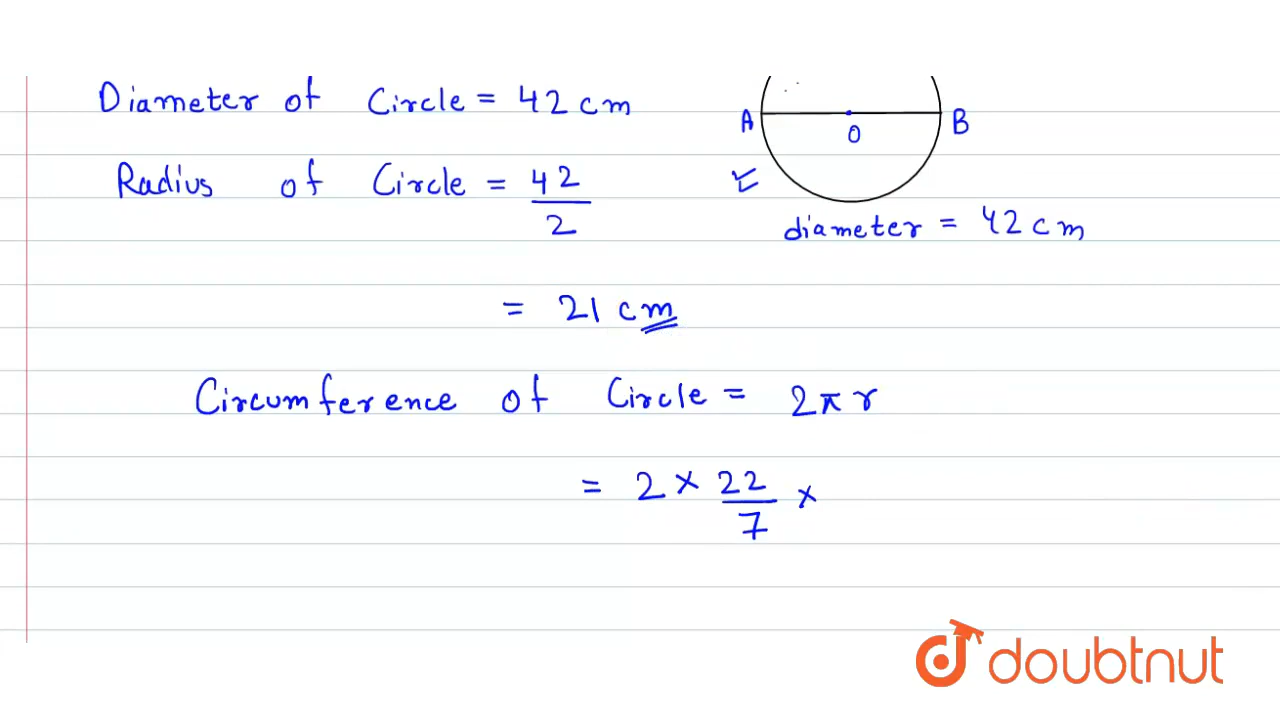 Diameter of Circle = 42 cm
A
O
B
Radius of Circle = 42/2
diameter = 42 cm
= 21 cm
Circumference of Circle = 2πr
= 2 × 22/7 ×
doubtnut